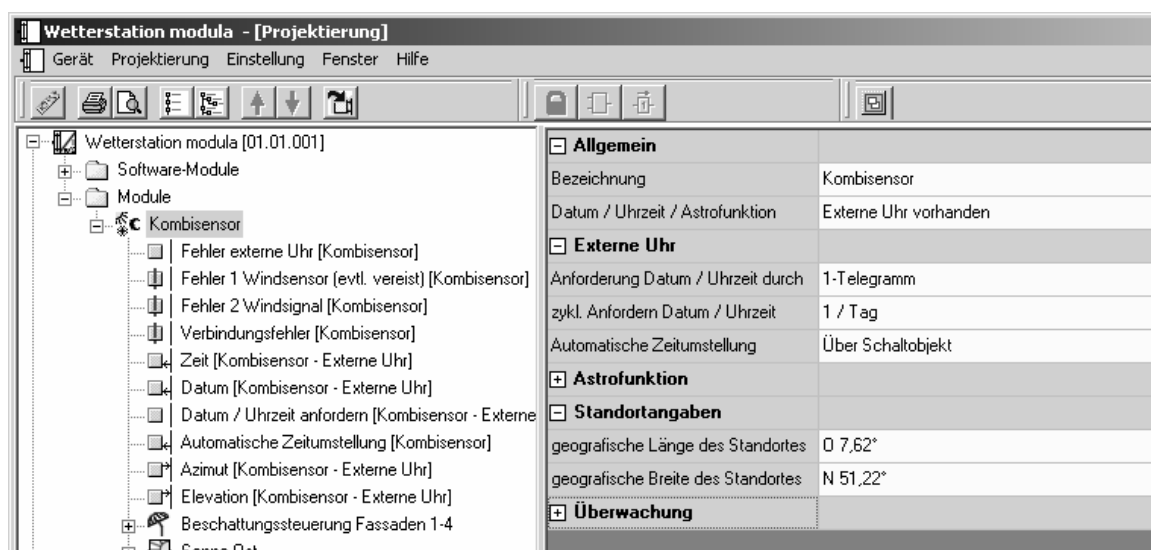 Wetterstation modula - [Projektierung]
Gerät Projektierung Einstellung Fenster Hilfe
Wetterstation modula [01.01.001]
Software-Module
Module
Kombisensor
Fehler externe Uhr [Kombisensor]
Fehler 1 Windsensor (evtl. vereist) [Kombisensor]
Fehler 2 Windsignal [Kombisensor]
Verbindungsfehler [Kombisensor]
Zeit [Kombisensor - Externe Uhr]
Datum [Kombisensor - Externe Uhr]
Datum / Uhrzeit anfordern [Kombisensor - Externe
Automatische Zeitumstellung [Kombisensor]
Azimut [Kombisensor - Externe Uhr]
Elevation [Kombisensor - Externe Uhr]
Beschattungssteuerung Fassaden 1-4
Allgemein
Bezeichnung Kombisensor
Datum / Uhrzeit / Astrofunktion Externe Uhr vorhanden
Externe Uhr
Anforderung Datum / Uhrzeit durch 1-Telegramm
zykl. Anfordern Datum / Uhrzeit 1 / Tag
Automatische Zeitumstellung Über Schaltobjekt
Astrofunktion
Standortangaben
geografische Länge des Standortes O 7,62°
geografische Breite des Standortes N 51,22°
Überwachung